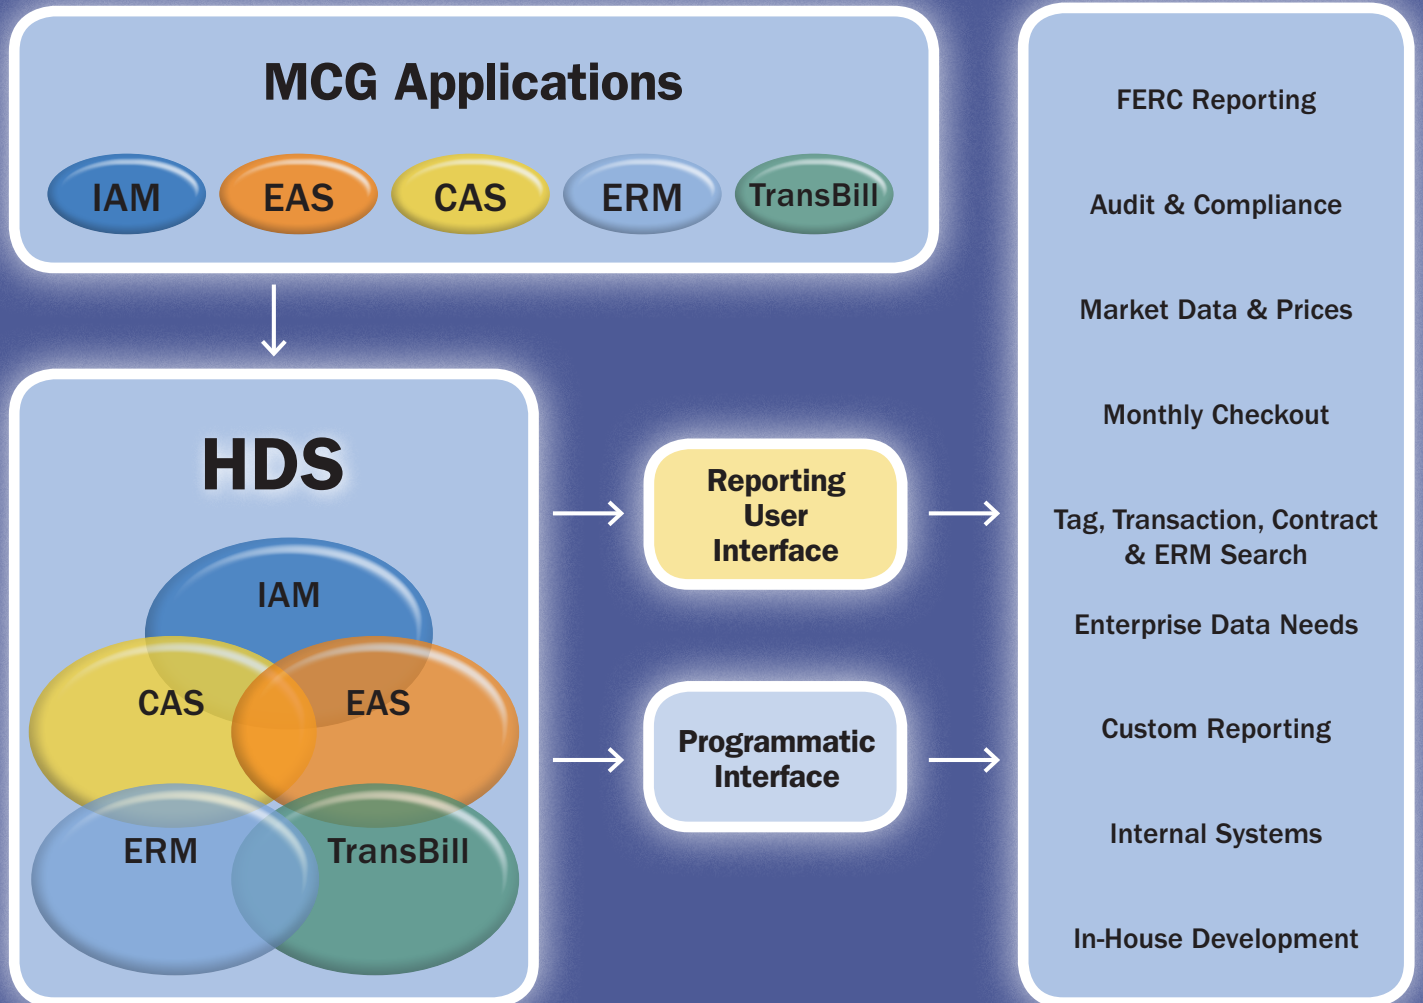 MCG Applications
IAM
EAS
CAS
ERM
TransBill
HDS
IAM
CAS
EAS
ERM
TransBill
Reporting
User
Interface
Programmatic
Interface
FERC Reporting
Audit & Compliance
Market Data & Prices
Monthly Checkout
Tag, Transaction, Contract
& ERM Search
Enterprise Data Needs
Custom Reporting
Internal Systems
In-House Development